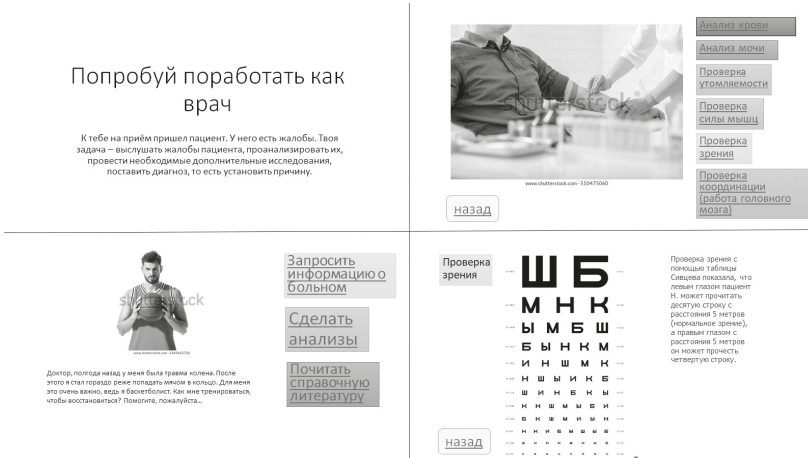 Попробуй поработать как
врач
К тебе на приём пришел пациент. У него есть жалобы. Твоя
задача – выслушать жалобы пациента, проанализировать их,
провести необходимые дополнительные исследования,
поставить диагноз, то есть установить причину.
shutterstock
www.shutterstock.com · 510475060
назад
Анализ крови
Анализ мочи
Проверка
утомляемости
Проверка
силы мышц
Проверка
зрения
Проверка
координации
(работа головного
мозга)
shutterstock
Доктор, полгода назад у меня была травма колена. После
этого я стал гораздо реже попадать мячом в кольцо. Для меня
это очень важно, ведь я баскетболист. Как мне тренироваться,
чтобы восстановиться? Помогите, пожалуйста...
Запросить
информацию о
больном
Сделать
анализы
Почитать
справочную
литературу
Проверка
зрения
Ш Б
М Н К
Ы М Б Ш
Б Ы Н К М
И Н Ш М К
Н Ш Ы И К Б
Ш И Н Б К Ы
К Н Ш М Ы Б И
Б К Ш М И Ы Н
назад
Проверка зрения с
помощью таблицы
Сивцева показала, что
левым глазом пациент
Н. может прочитать
десятую строку с
расстояния 5 метров
(нормальное зрение),
а правым глазом с
расстояния 5 метров
он может прочесть
четвертую строку.